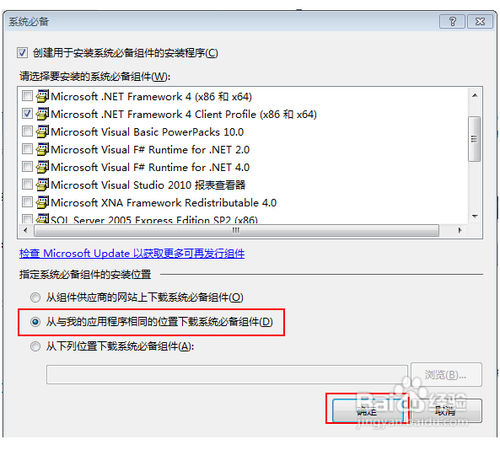 系统必备
创建用于安装系统必备组件的安装程序(C)
请选择要安装的系统必备组件(W):
Microsoft .NET Framework 4 (x86 和 x64)
Microsoft .NET Framework 4 Client Profile (x86 和 x64)
Microsoft Visual Basic PowerPacks 10.0
Microsoft Visual F# Runtime for .NET 2.0
Microsoft Visual F# Runtime for .NET 4.0
Microsoft Visual Studio 2010 报表查看器
Microsoft XNA Framework Redistributable 4.0
SQL Server 2005 Express Edition SP2 (x86)
检查 Microsoft Update 以获取更多可再发行组件
指定系统必备组件的安装位置
从组件供应商的网站上下载系统必备组件(O)
从与我的应用程序相同的位置下载系统必备组件(D)
从下列位置下载系统必备组件(A):
浏览(B)...
确定
取消
Baidu 经验
jingyan.baidu.com